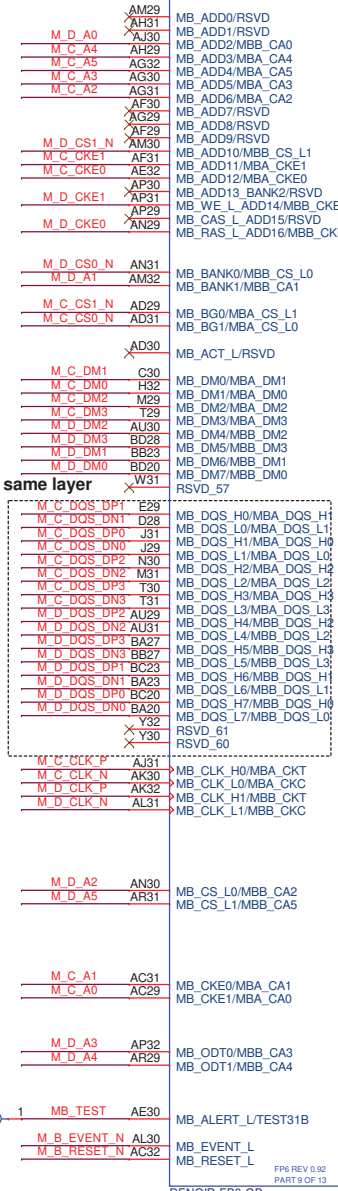 AM29 MB_ADD0/RSVD
AH31 MB_ADD1/RSVD
M_D_A0 AJ30 MB_ADD2/MBB_CA0
M_C_A4 AH29 MB_ADD3/MBA_CA4
M_C_A5 AG32 MB_ADD4/MBA_CA5
M_C_A3 AG30 MB_ADD5/MBA_CA3
M_C_A2 AG31 MB_ADD6/MBA_CA2
AF30 MB_ADD7/RSVD
AG29 MB_ADD8/RSVD
AF29 MB_ADD9/RSVD
M_D_CS1_N AM30 MB_ADD10/MBB_CS_L1
M_C_CKE1 AF31 MB_ADD11/MBA_CKE1
M_C_CKE0 AE32 MB_ADD12/MBA_CKE0
AP30 MB_ADD13_BANK2/RSVD
M_D_CKE1 AP31 MB_WE_L_ADD14/MBB_CKE
AP29 MB_CAS_L_ADD15/RSVD
M_D_CKE0 AN29 MB_RAS_L_ADD16/MBB_CK
M_D_CS0_N AN31 MB_BANK0/MBB_CS_L0
M_D_A1 AM32 MB_BANK1/MBB_CA1
M_C_CS1_N AD29 MB_BG0/MBA_CS_L1
M_C_CS0_N AD31 MB_BG1/MBA_CS_L0
AD30 MB_ACT_L/RSVD
M_C_DM1 C30 MB_DM0/MBA_DM1
M_C_DM0 H32 MB_DM1/MBA_DM0
M_C_DM2 M29 MB_DM2/MBA_DM2
M_C_DM3 T29 MB_DM3/MBA_DM3
M_D_DM2 AU30 MB_DM4/MBB_DM2
M_D_DM3 BD28 MB_DM5/MBB_DM3
M_D_DM1 BB23 MB_DM6/MBB_DM1
M_D_DM0 BD20 MB_DM7/MBB_DM0
same layer W31 RSVD_57
M_C_DQS_DP1 E29 MB_DQS_H0/MBA_DQS_H1
M_C_DQS_DN1 D28 MB_DQS_L0/MBA_DQS_L1
M_C_DQS_DP0 J31 MB_DQS_H1/MBA_DQS_H0
M_C_DQS_DN0 J29 MB_DQS_L1/MBA_DQS_L0
M_C_DQS_DP2 N30 MB_DQS_H2/MBA_DQS_H2
M_C_DQS_DN2 M31 MB_DQS_L2/MBA_DQS_L2
M_C_DQS_DP3 T30 MB_DQS_H3/MBA_DQS_H3
M_C_DQS_DN3 T31 MB_DQS_L3/MBA_DQS_L3
M_D_DQS_DP2 AU29 MB_DQS_H4/MBB_DQS_H2
M_D_DQS_DN2 AU31 MB_DQS_L4/MBB_DQS_L2
M_D_DQS_DP3 BA27 MB_DQS_H5/MBB_DQS_H3
M_D_DQS_DN3 BB27 MB_DQS_L5/MBB_DQS_L3
M_D_DQS_DP1 BC23 MB_DQS_H6/MBB_DQS_H1
M_D_DQS_DN1 BA23 MB_DQS_L6/MBB_DQS_L1
M_D_DQS_DP0 BC20 MB_DQS_H7/MBB_DQS_H0
M_D_DQS_DN0 BA20 MB_DQS_L7/MBB_DQS_L0
Y32 RSVD_61
Y30 RSVD_60
M_C_CLK_P AJ31 MB_CLK_H0/MBA_CKT
M_C_CLK_N AK30 MB_CLK_L0/MBA_CKC
M_D_CLK_P AK32 MB_CLK_H1/MBB_CKT
M_D_CLK_N AL31 MB_CLK_L1/MBB_CKC
M_D_A2 AN30 MB_CS_L0/MBB_CA2
M_D_A5 AR31 MB_CS_L1/MBB_CA5
M_C_A1 AC31 MB_CKE0/MBA_CA1
M_C_A0 AC29 MB_CKE1/MBA_CA0
M_D_A3 AP32 MB_ODT0/MBB_CA3
M_D_A4 AR29 MB_ODT1/MBB_CA4
1 MB_TEST AE30 MB_ALERT_L/TEST31B
M_B_EVENT_N AL30 MB_EVENT_L
M_B_RESET_N AC32 MB_RESET_L
FP6 REV 0.92
PART 9 OF 13